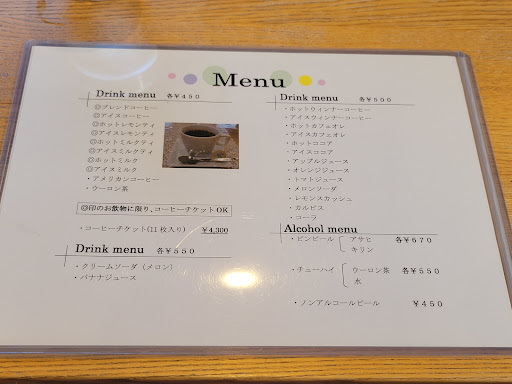 Menu
Drink menu 各￥450
◎ブレンドコーヒー
◎アイスコーヒー
◎ホットレモンティ
◎アイスレモンティ
◎ホットミルクティ
◎アイスミルクティ
◎ホットミルク
◎アイスミルク
・アメリカンコーヒー
・ウーロン茶
◎印のお飲物に限り、コーヒーチケットOK
・コーヒーチケット(11枚入り) ￥4,300
Drink menu 各￥550
・クリームソーダ（メロン）
・バナナジュース
Drink menu 各￥500
・ホットウィンナーコーヒー
・アイスウィンナーコーヒー
・ホットカフェオレ
・アイスカフェオレ
・ホットココア
・アイスココア
・アップルジュース
・オレンジジュース
・トマトジュース
・メロンソーダ
・レモンスカッシュ
・カルピス
・コーラ
Alcohol menu
・ビンビール アサヒ 各￥670
キリン
・チューハイ ウーロン茶 各￥550
水
・ノンアルコールビール ￥450